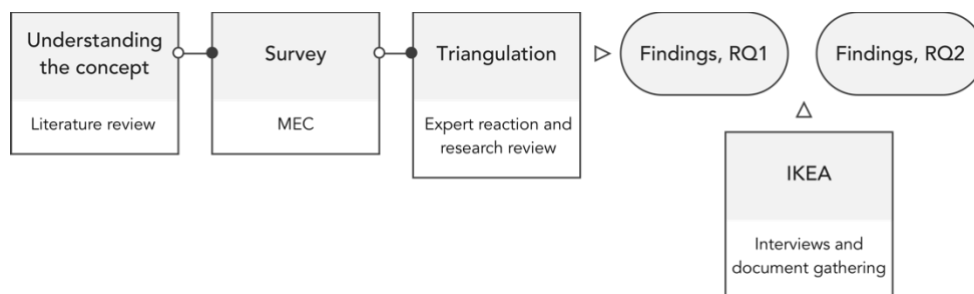 Understanding
the concept
Literature review
Survey
MEC
Triangulation
Expert reaction and
research review
Findings, RQ1
Findings, RQ2
IKEA
Interviews and
document gathering